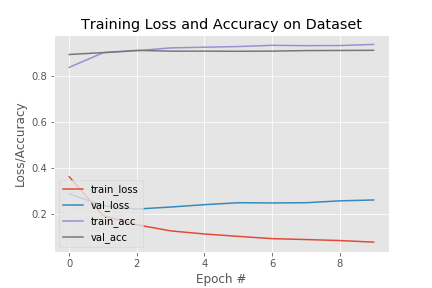 Training Loss and Accuracy on Dataset
Loss/Accuracy
0.8
0.6
0.4
0.2
train_loss
val_loss
train_acc
val_acc
0 2 4 6 8
Epoch #